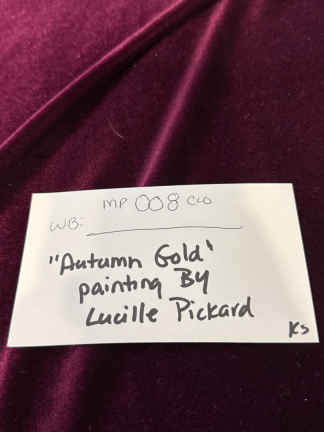 MP 008 CLO
WB:
"Autumn Gold"
painting By
Lucille Pickard
KS